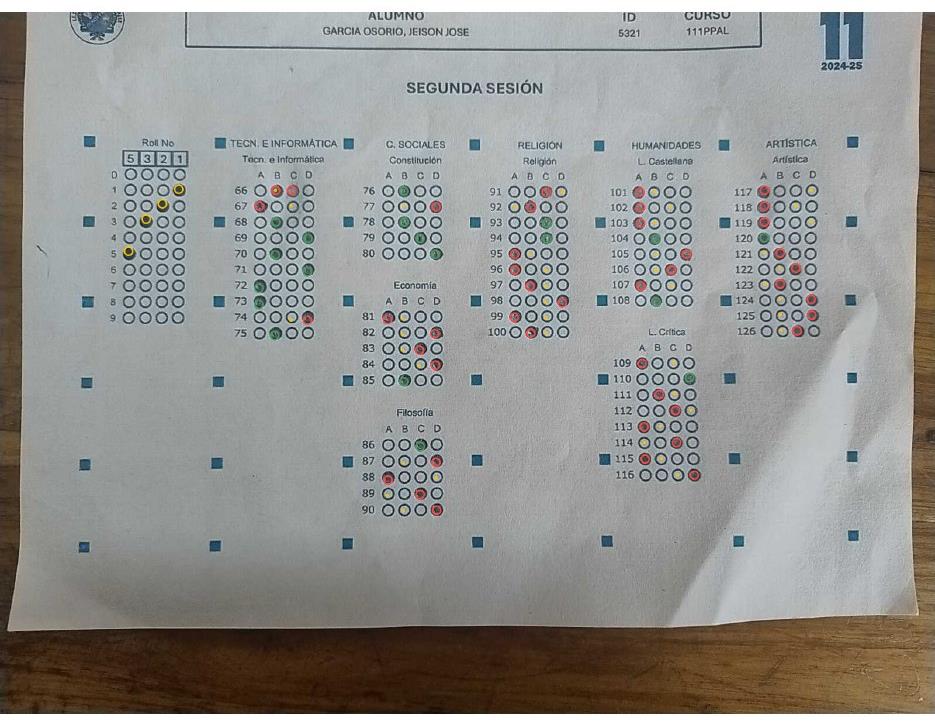 ALUMNO
ID
CURSO
GARCIA OSORIO, JEISON JOSE
5321
111PPAL
11
2024-25
SEGUNDA SESIÓN
Roll No
5 3 2 1
0
1
2
3
4
5
6
7
8
9
TECN. E INFORMÁTICA
Tecn. e Informática
A B C D
66
67
68
69
70
71
72
73
74
75
C. SOCIALES
Constitución
A B C D
76
77
78
79
80
Economía
A B C D
81
82
83
84
85
Filosofía
A B C D
86
87
88
89
90
RELIGIÓN
Religión
A B C D
91
92
93
94
95
96
97
98
99
100
HUMANIDADES
L. Castellana
A B C D
101
102
103
104
105
106
107
108
L. Crítica
A B C D
109
110
111
112
113
114
115
116
ARTÍSTICA
Artística
A B C D
117
118
119
120
121
122
123
124
125
126